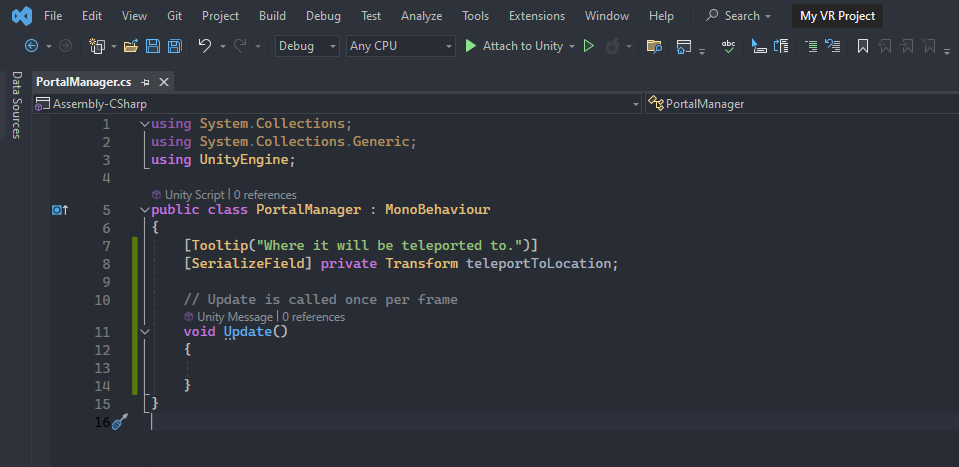 File Edit View Git Project Build Debug Test Analyze Tools Extensions Window Help Search My VR Project
Debug Any CPU Attach to Unity abc
Data Sources
PortalManager.cs
Assembly-CSharp PortalManager
1 using System.Collections;
2 using System.Collections.Generic;
3 using UnityEngine;
4
Unity Script | 0 references
5 public class PortalManager : MonoBehaviour
6 {
7 [Tooltip("Where it will be teleported to.")]
8 [SerializeField] private Transform teleportToLocation;
9
10 // Update is called once per frame
Unity Message | 0 references
11 void Update()
12 {
13
14 }
15 }
16